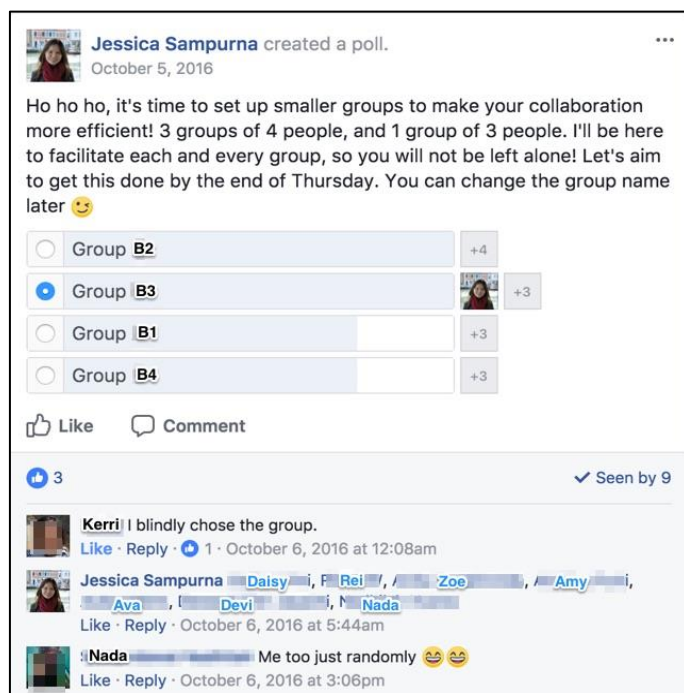 Jessica Sampurna created a poll.
October 5, 2016
Ho ho ho, it's time to set up smaller groups to make your collaboration
more efficient! 3 groups of 4 people, and 1 group of 3 people. I'll be here
to facilitate each and every group, so you will not be left alone! Let's aim
to get this done by the end of Thursday. You can change the group name
later 😉
Group B2 +4
Group B3 +3
Group B1 +3
Group B4 +3
Like Comment
3 Seen by 9
Kerri I blindly chose the group.
Like · Reply · 1 · October 6, 2016 at 12:08am
Jessica Sampurna Daisy, Rei, Zoe, Amy,
Ava, Devi, Nada
Like · Reply · October 6, 2016 at 5:44am
Nada Me too just randomly 😄😄
Like · Reply · October 6, 2016 at 3:06pm